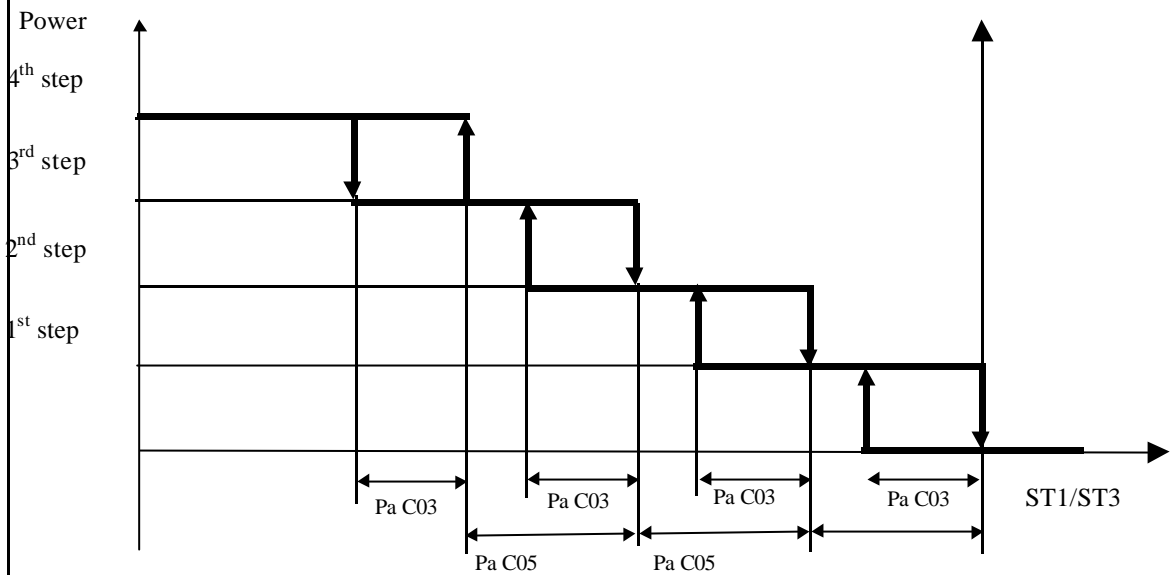 Power
4th step
3rd step
2nd step
1st step
Pa C03
Pa C03
Pa C03
Pa C03
ST1/ST3
Pa C05
Pa C05